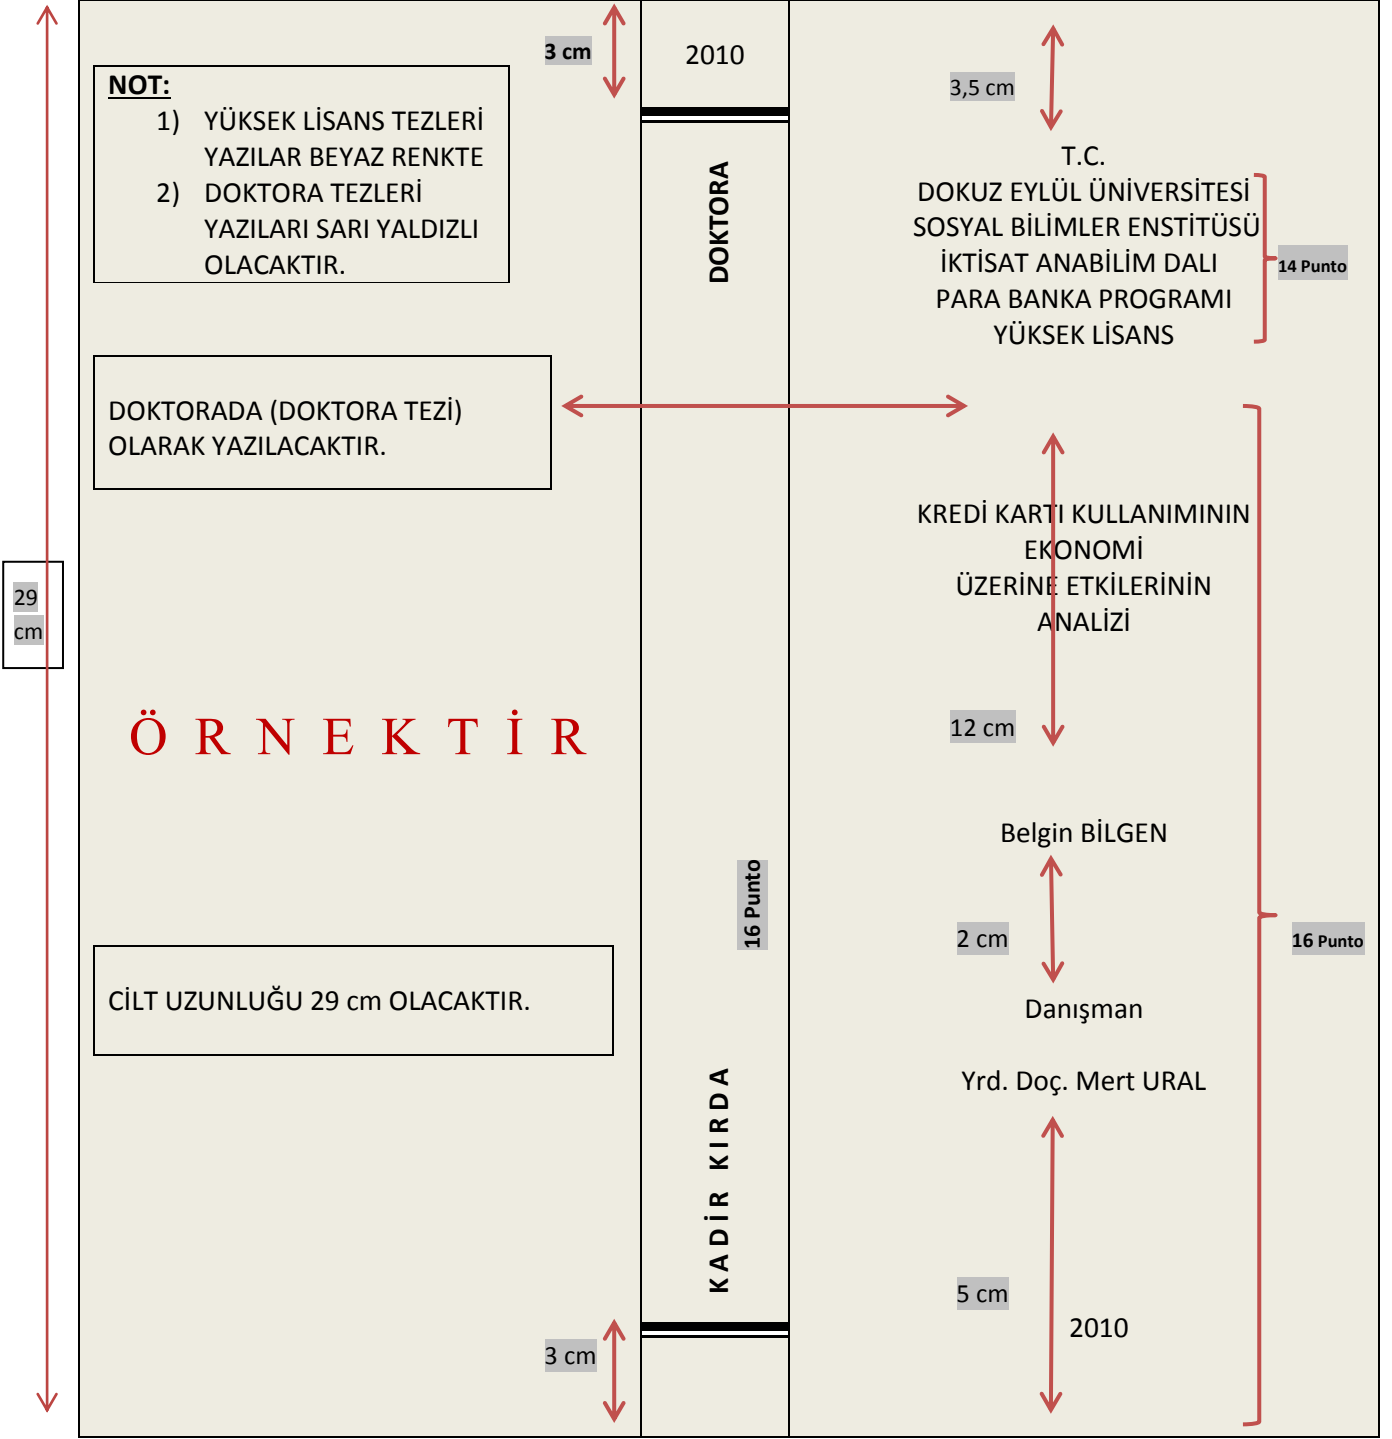 29
cm
NOT:
1) YÜKSEK LİSANS TEZLERİ
YAZILAR BEYAZ RENKTE
2) DOKTORA TEZLERİ
YAZILARI SARI YALDIZLI
OLACAKTIR.
DOKTORADA (DOKTORA TEZİ)
OLARAK YAZILACAKTIR.
Ö R N E K T İ R
CİLT UZUNLUĞU 29 cm OLACAKTIR.
3 cm
3 cm
2010
DOKTORA
16 Punto
KADİR KIRDA
3,5 cm
T.C.
DOKUZ EYLÜL ÜNİVERSİTESİ
SOSYAL BİLİMLER ENSTİTÜSÜ
İKTİSAT ANABİLİM DALI
PARA BANKA PROGRAMI
YÜKSEK LİSANS
14 Punto
KREDİ KARTI KULLANIMININ
EKONOMİ
ÜZERİNE ETKİLERİNİN
ANALİZİ
12 cm
Belgin BİLGEN
2 cm
16 Punto
Danışman
Yrd. Doç. Mert URAL
5 cm
2010